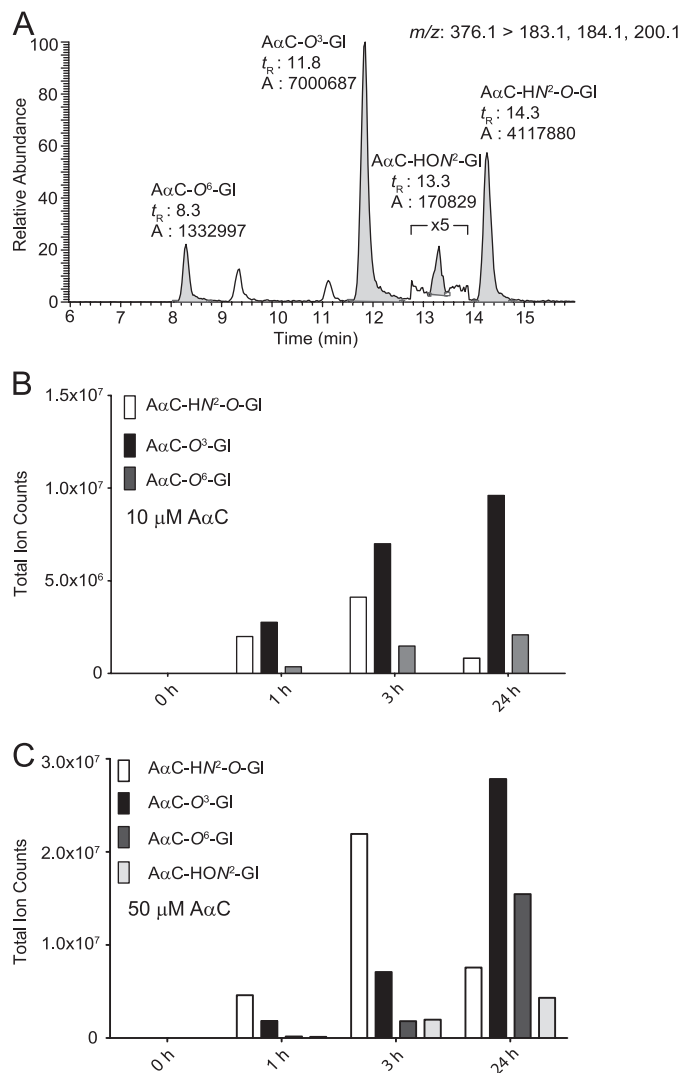 A
m/z: 376.1 > 183.1, 184.1, 200.1
AαC-O³-Gl
tR : 11.8
A : 7000687
AαC-HN²-O-Gl
tR : 14.3
A : 4117880
AαC-HON²-Gl
tR : 13.3
A : 170829
x5
AαC-O⁶-Gl
tR : 8.3
A : 1332997
Relative Abundance
100
80
60
40
20
0
6 7 8 9 10 11 12 13 14 15
Time (min)
B
Total Ion Counts
1.5x10⁷
1.0x10⁷
5.0x10⁶
0
AαC-HN²-O-Gl
AαC-O³-Gl
AαC-O⁶-Gl
10 μM AαC
0 h 1 h 3 h 24 h
C
Total Ion Counts
3.0x10⁷
2.0x10⁷
1.0x10⁷
0
AαC-HN²-O-Gl
AαC-O³-Gl
AαC-O⁶-Gl
AαC-HON²-Gl
50 μM AαC
0 h 1 h 3 h 24 h